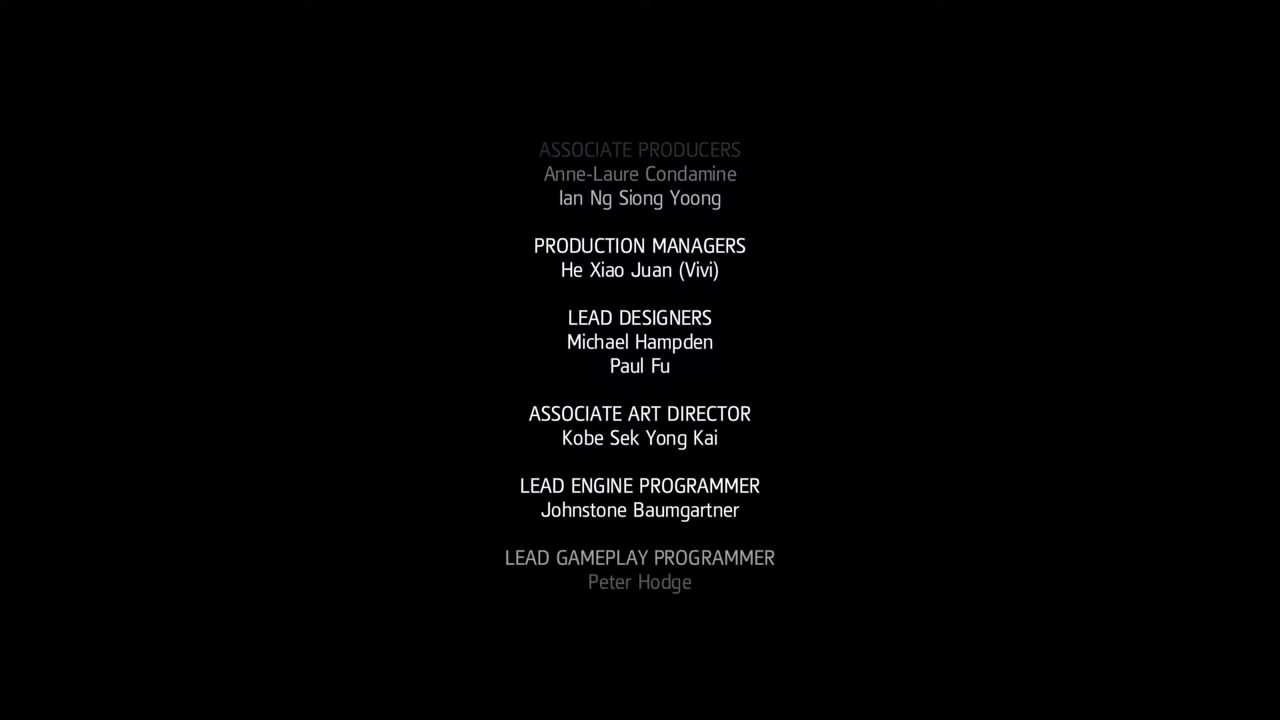 ASSOCIATE PRODUCERS
Anne-Laure Condamine
Ian Ng Siong Yoong
PRODUCTION MANAGERS
He Xiao Juan (Vivi)
LEAD DESIGNERS
Michael Hampden
Paul Fu
ASSOCIATE ART DIRECTOR
Kobe Sek Yong Kai
LEAD ENGINE PROGRAMMER
Johnstone Baumgartner
LEAD GAMEPLAY PROGRAMMER
Peter Hodge